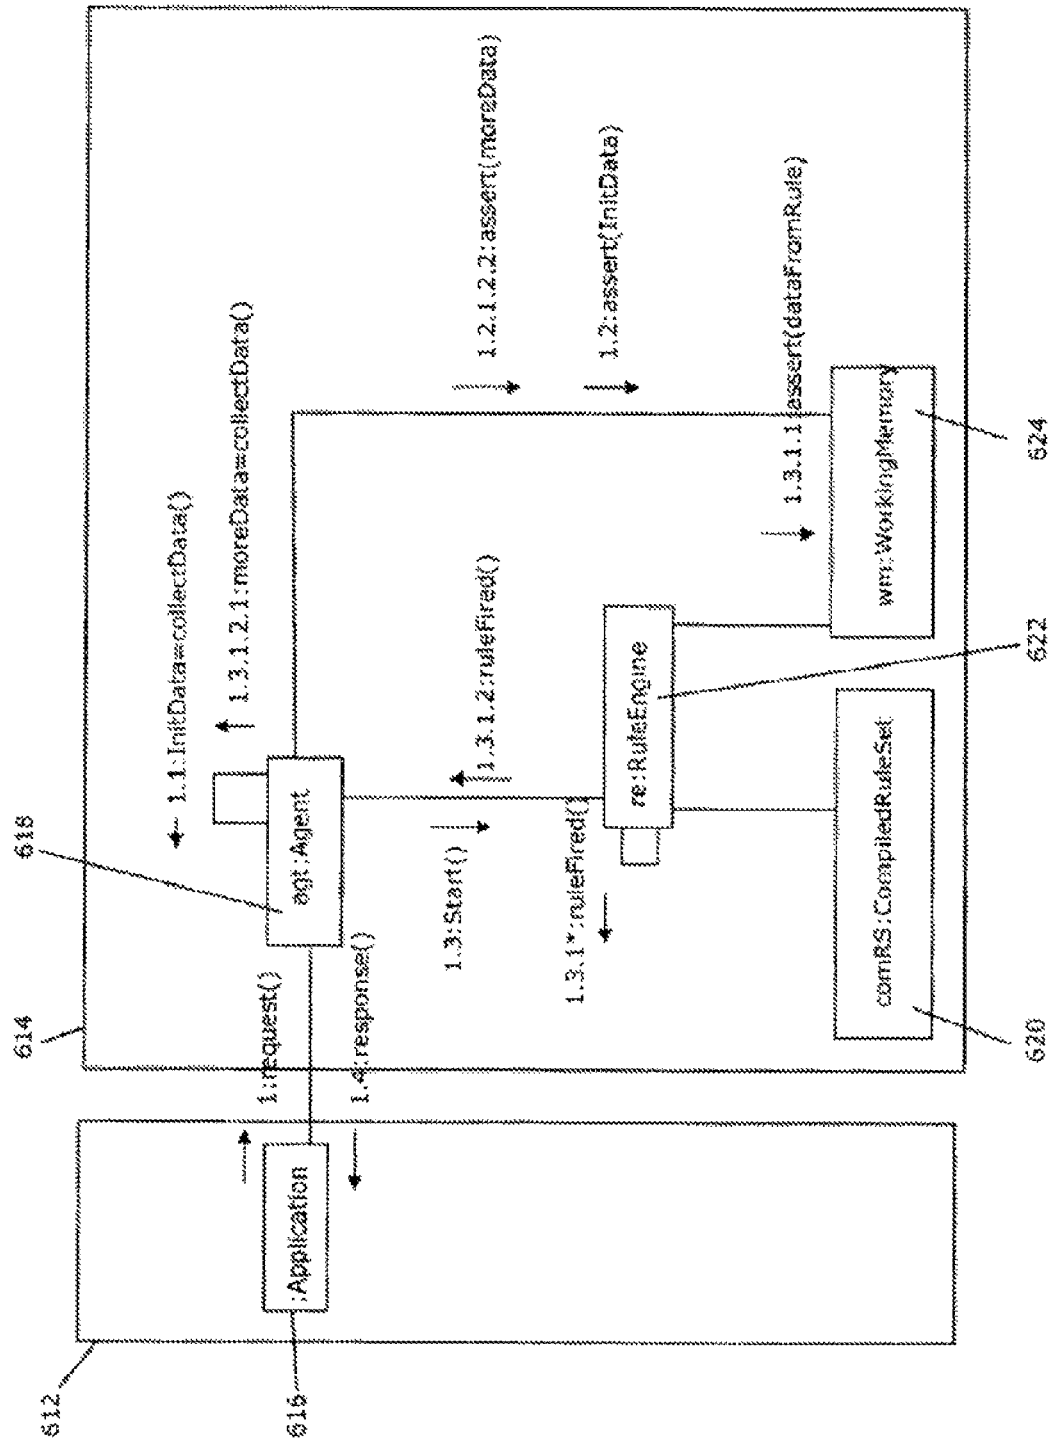 612
614
616
618
:Application
1:request()
1.4:response()
agt:Agent
1.1:InitData=collectData()
1.3.1.2.1:moreData=collectData()
1.3:Start()
1.3.1.2:ruleFired()
1.3.1*:ruleFired()
re:RuleEngine
1.2.1.2.2:assert(moreData)
1.2:assert(InitData)
1.3.1.1:assert(dataFromRule)
comRS:CompiledRuleSet
wm:WorkingMemory
620
622
624